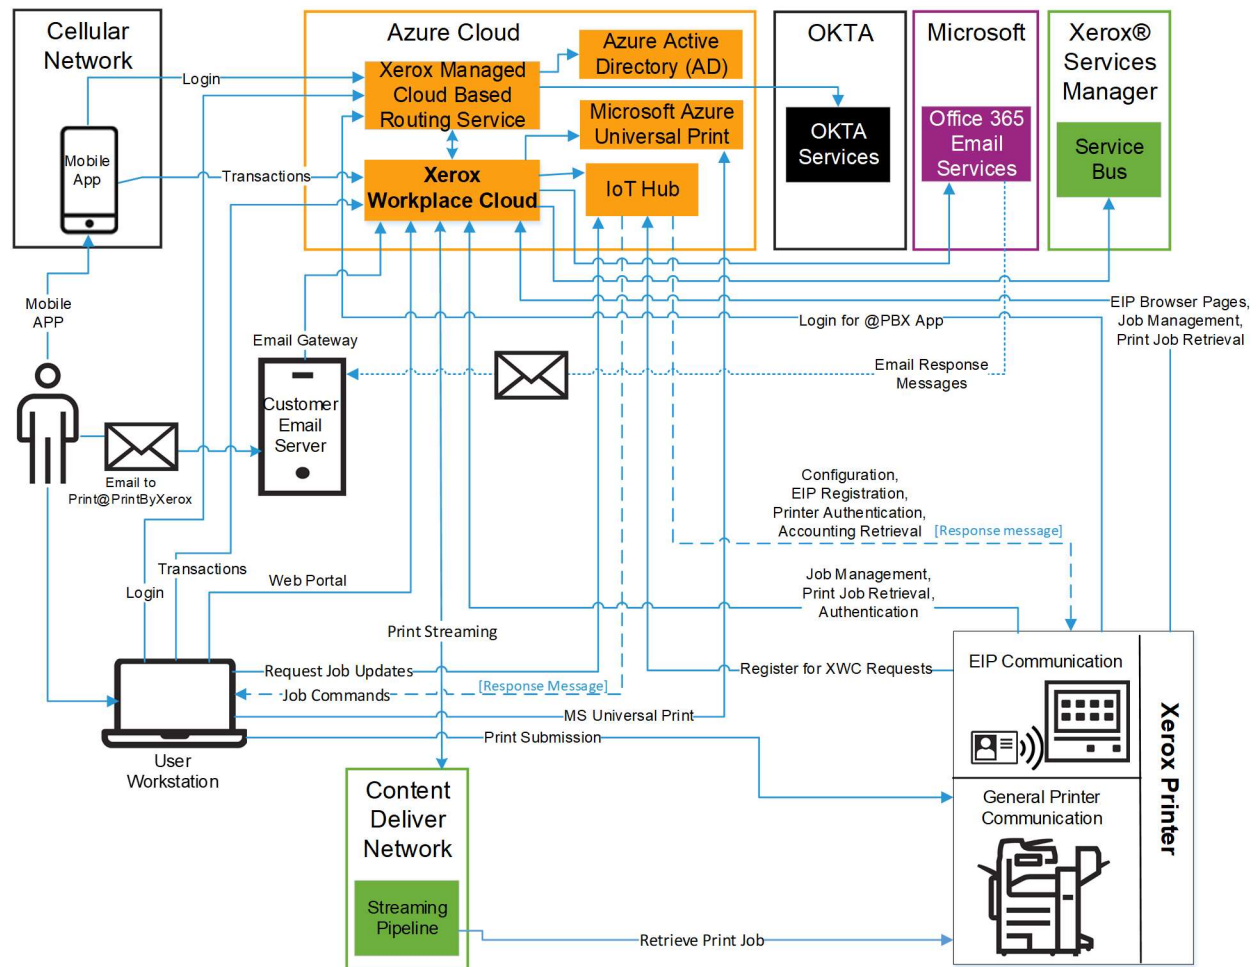 Cellular
Network
Azure Cloud
OKTA
Microsoft
Xerox®
Services
Manager
Azure Active
Directory (AD)
Xerox Managed
Cloud Based
Routing Service
Login
Microsoft Azure
Universal Print
OKTA
Services
Office 365
Email
Services
Service
Bus
Mobile
App
Transactions
Xerox
Workplace Cloud
IoT Hub
Mobile
APP
EIP Browser Pages,
Job Management,
Print Job Retrieval
Login for @PBX App
Email Gateway
Email Response
Messages
Customer
Email
Server
Email to
Print@PrintByXerox
Configuration,
EIP Registration,
Printer Authentication,
Accounting Retrieval
[Response message]
Transactions
Login
Web Portal
Job Management,
Print Job Retrieval,
Authentication
Print Streaming
Request Job Updates
Register for XWC Requests
EIP Communication
Job Commands
[Response Message]
MS Universal Print
Print Submission
User
Workstation
Xerox Printer
Content
Deliver
Network
General Printer
Communication
Streaming
Pipeline
Retrieve Print Job